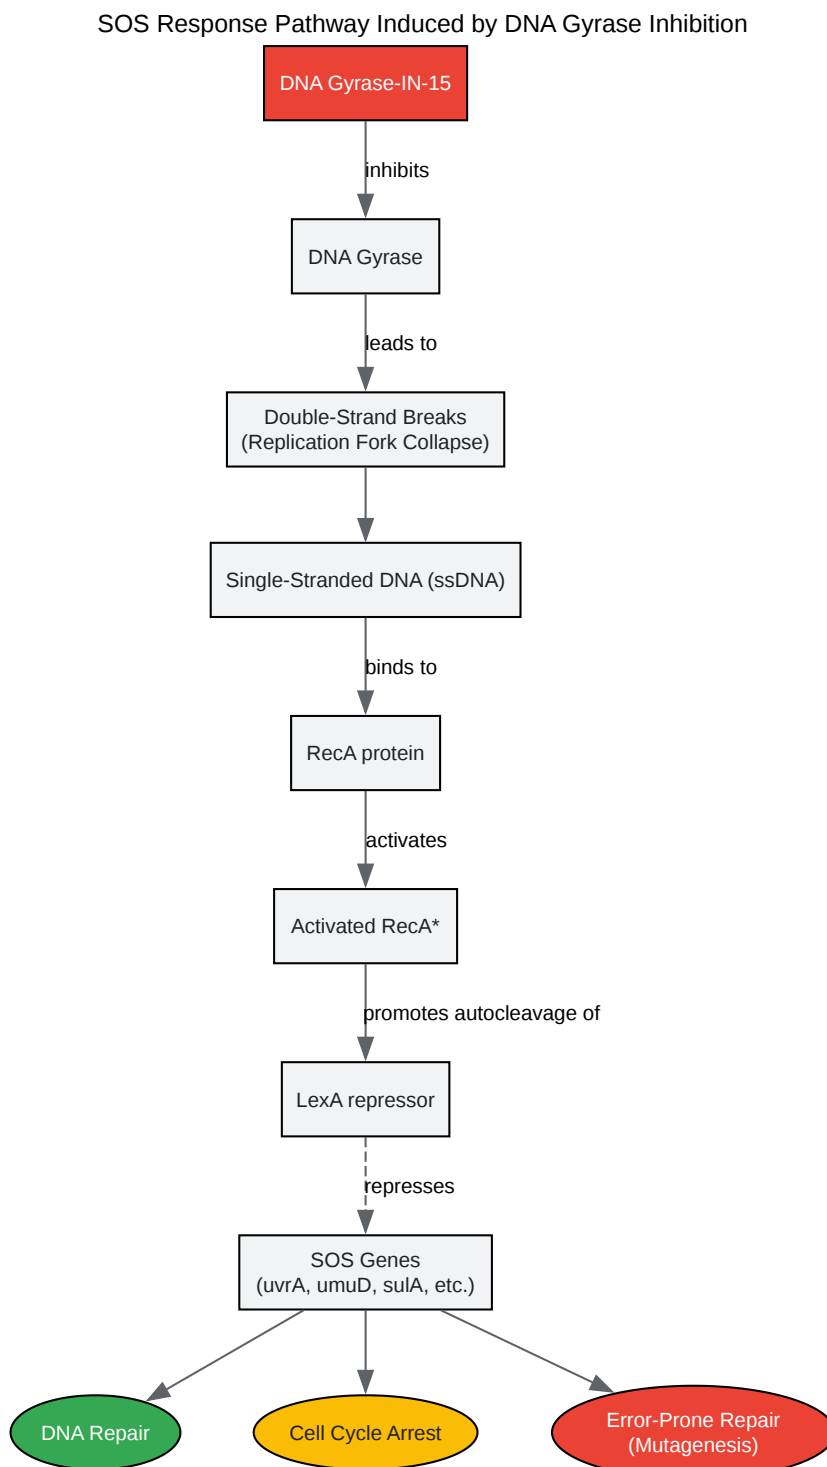 SOS Response Pathway Induced by DNA Gyrase Inhibition
DNA Gyrase-IN-15
inhibits
DNA Gyrase
leads to
Double-Strand Breaks
(Replication Fork Collapse)
Single-Stranded DNA (ssDNA)
binds to
RecA protein
activates
Activated RecA*
promotes autocleavage of
LexA repressor
represses
SOS Genes
(uvrA, umuD, sulA, etc.)
DNA Repair
Cell Cycle Arrest
Error-Prone Repair
(Mutagenesis)